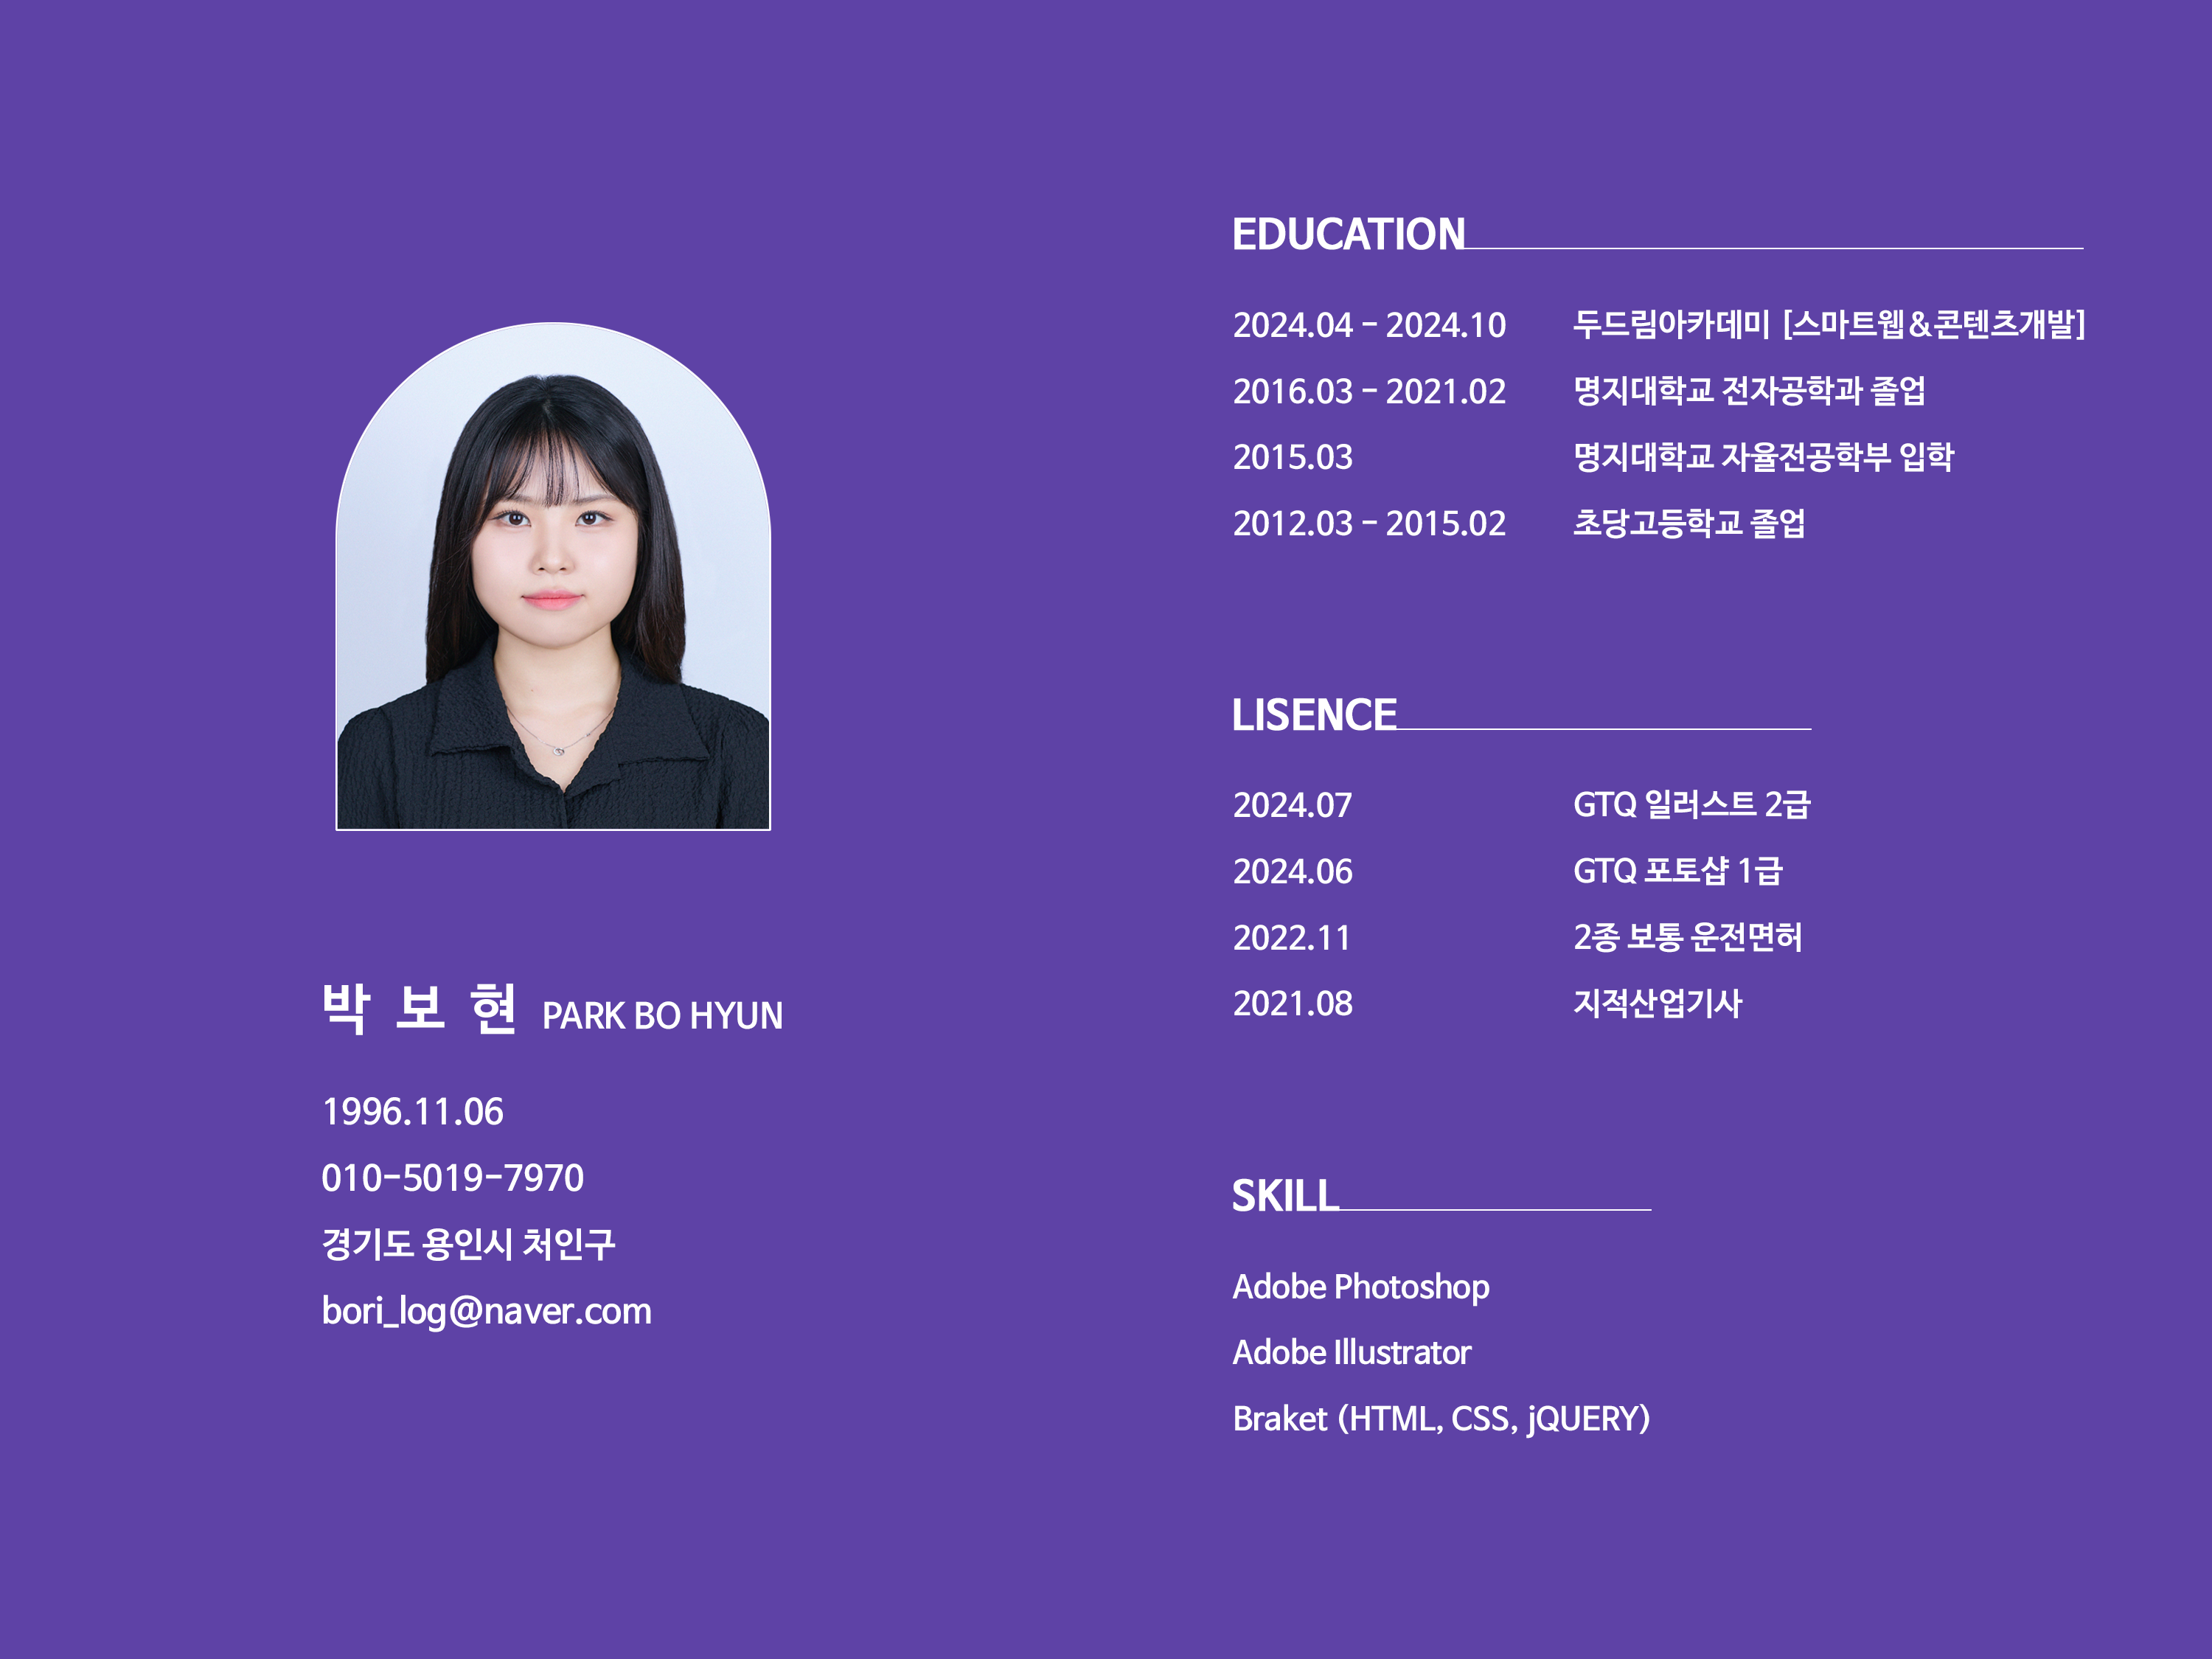 박 보 현 PARK BO HYUN
1996.11.06
010-5019-7970
경기도 용인시 처인구
bori_log@naver.com
EDUCATION
2024.04 - 2024.10 두드림아카데미 [스마트웹&콘텐츠개발]
2016.03 - 2021.02 명지대학교 전자공학과 졸업
2015.03 명지대학교 자율전공학부 입학
2012.03 - 2015.02 초당고등학교 졸업
LISENCE
2024.07 GTQ 일러스트 2급
2024.06 GTQ 포토샵 1급
2022.11 2종 보통 운전면허
2021.08 지적산업기사
SKILL
Adobe Photoshop
Adobe Illustrator
Braket (HTML, CSS, jQUERY)